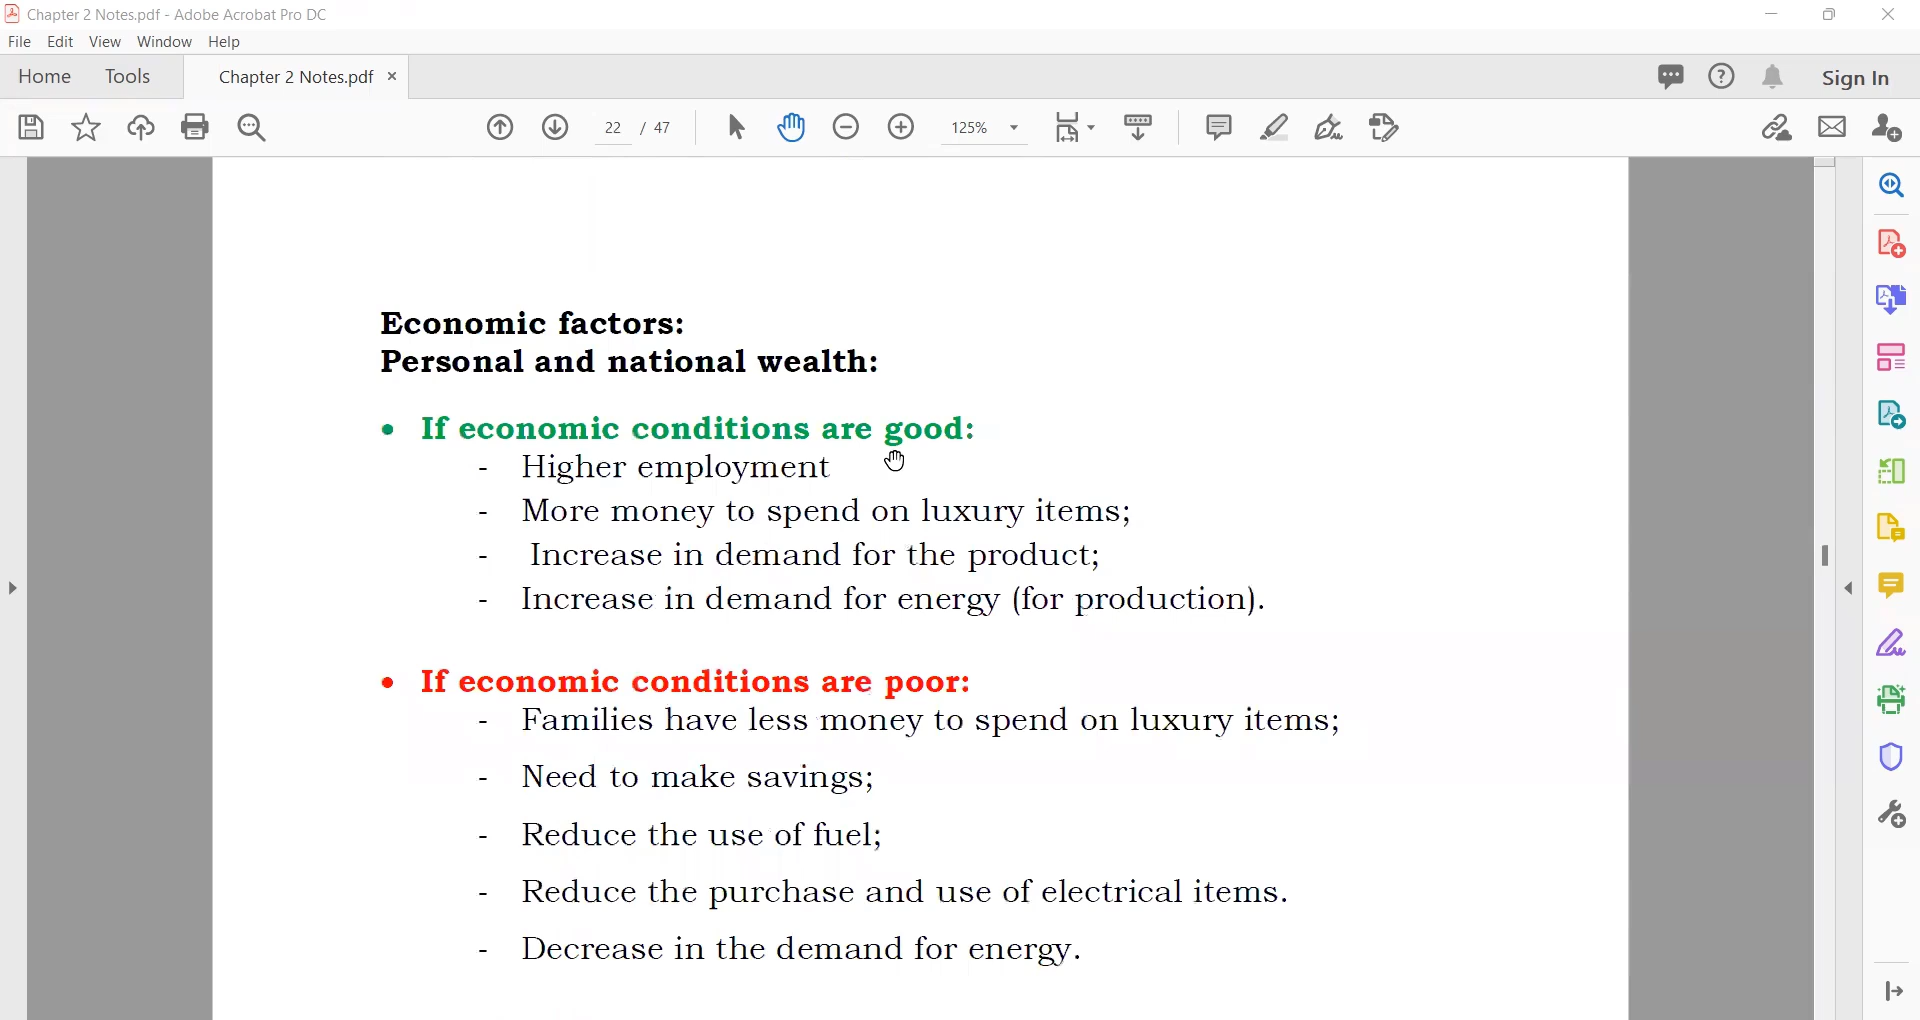 Chapter 2 Notes.pdf - Adobe Acrobat Pro DC
File Edit View Window Help
Home Tools Chapter 2 Notes.pdf × Sign In
22 / 47 125%
Economic factors:
Personal and national wealth:
• If economic conditions are good:
- Higher employment
- More money to spend on luxury items;
- Increase in demand for the product;
- Increase in demand for energy (for production).
• If economic conditions are poor:
- Families have less money to spend on luxury items;
- Need to make savings;
- Reduce the use of fuel;
- Reduce the purchase and use of electrical items.
- Decrease in the demand for energy.